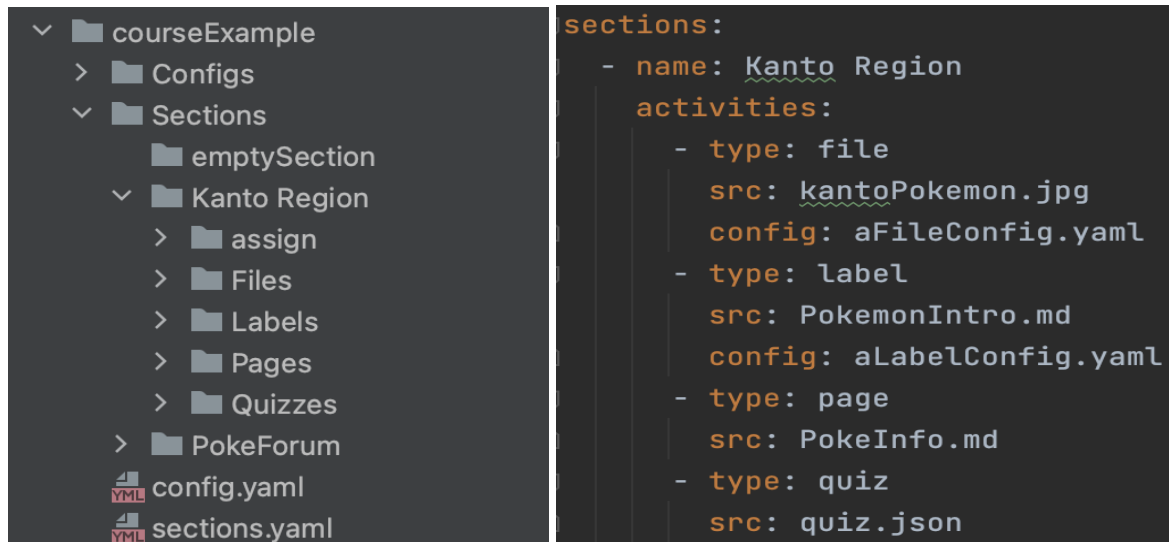 courseExample
Configs
Sections
emptySection
Kanto Region
assign
Files
Labels
Pages
Quizzes
PokeForum
YML config.yaml
YML sections.yaml
sections:
- name: Kanto Region
activities:
- type: file
src: kantoPokemon.jpg
config: aFileConfig.yaml
- type: label
src: PokemonIntro.md
config: aLabelConfig.yaml
- type: page
src: PokeInfo.md
- type: quiz
src: quiz.json